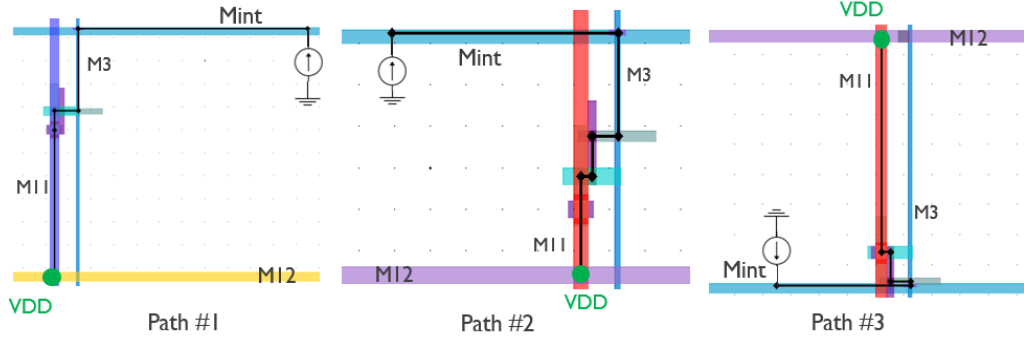 Mint
M3
M11
M12
VDD
Path #1
Mint
M3
M11
M12
VDD
Path #2
VDD
M12
M11
M3
Mint
Path #3